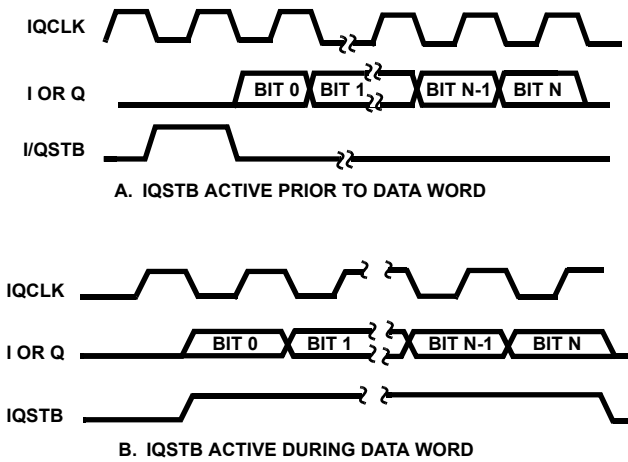 IQCLK
I OR Q
BIT 0 BIT 1 BIT N-1 BIT N
I/QSTB
A. IQSTB ACTIVE PRIOR TO DATA WORD
IQCLK
I OR Q
BIT 0 BIT 1 BIT N-1 BIT N
IQSTB
B. IQSTB ACTIVE DURING DATA WORD